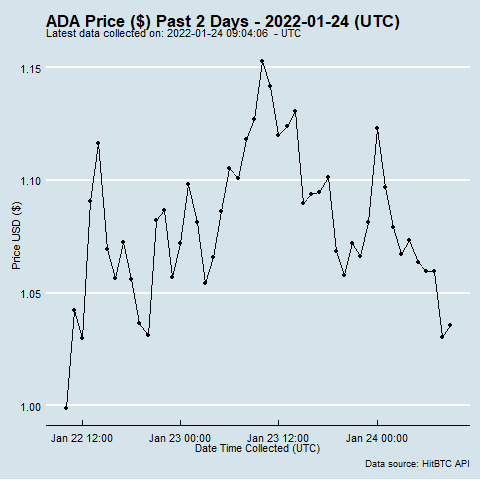 ADA Price ($) Past 2 Days - 2022-01-24 (UTC)
Latest data collected on: 2022-01-24 09:04:06 - UTC
1.15
1.10
1.05
1.00
Price USD ($)
Jan 22 12:00 Jan 23 00:00 Jan 23 12:00 Jan 24 00:00
Date Time Collected (UTC)
Data source: HitBTC API